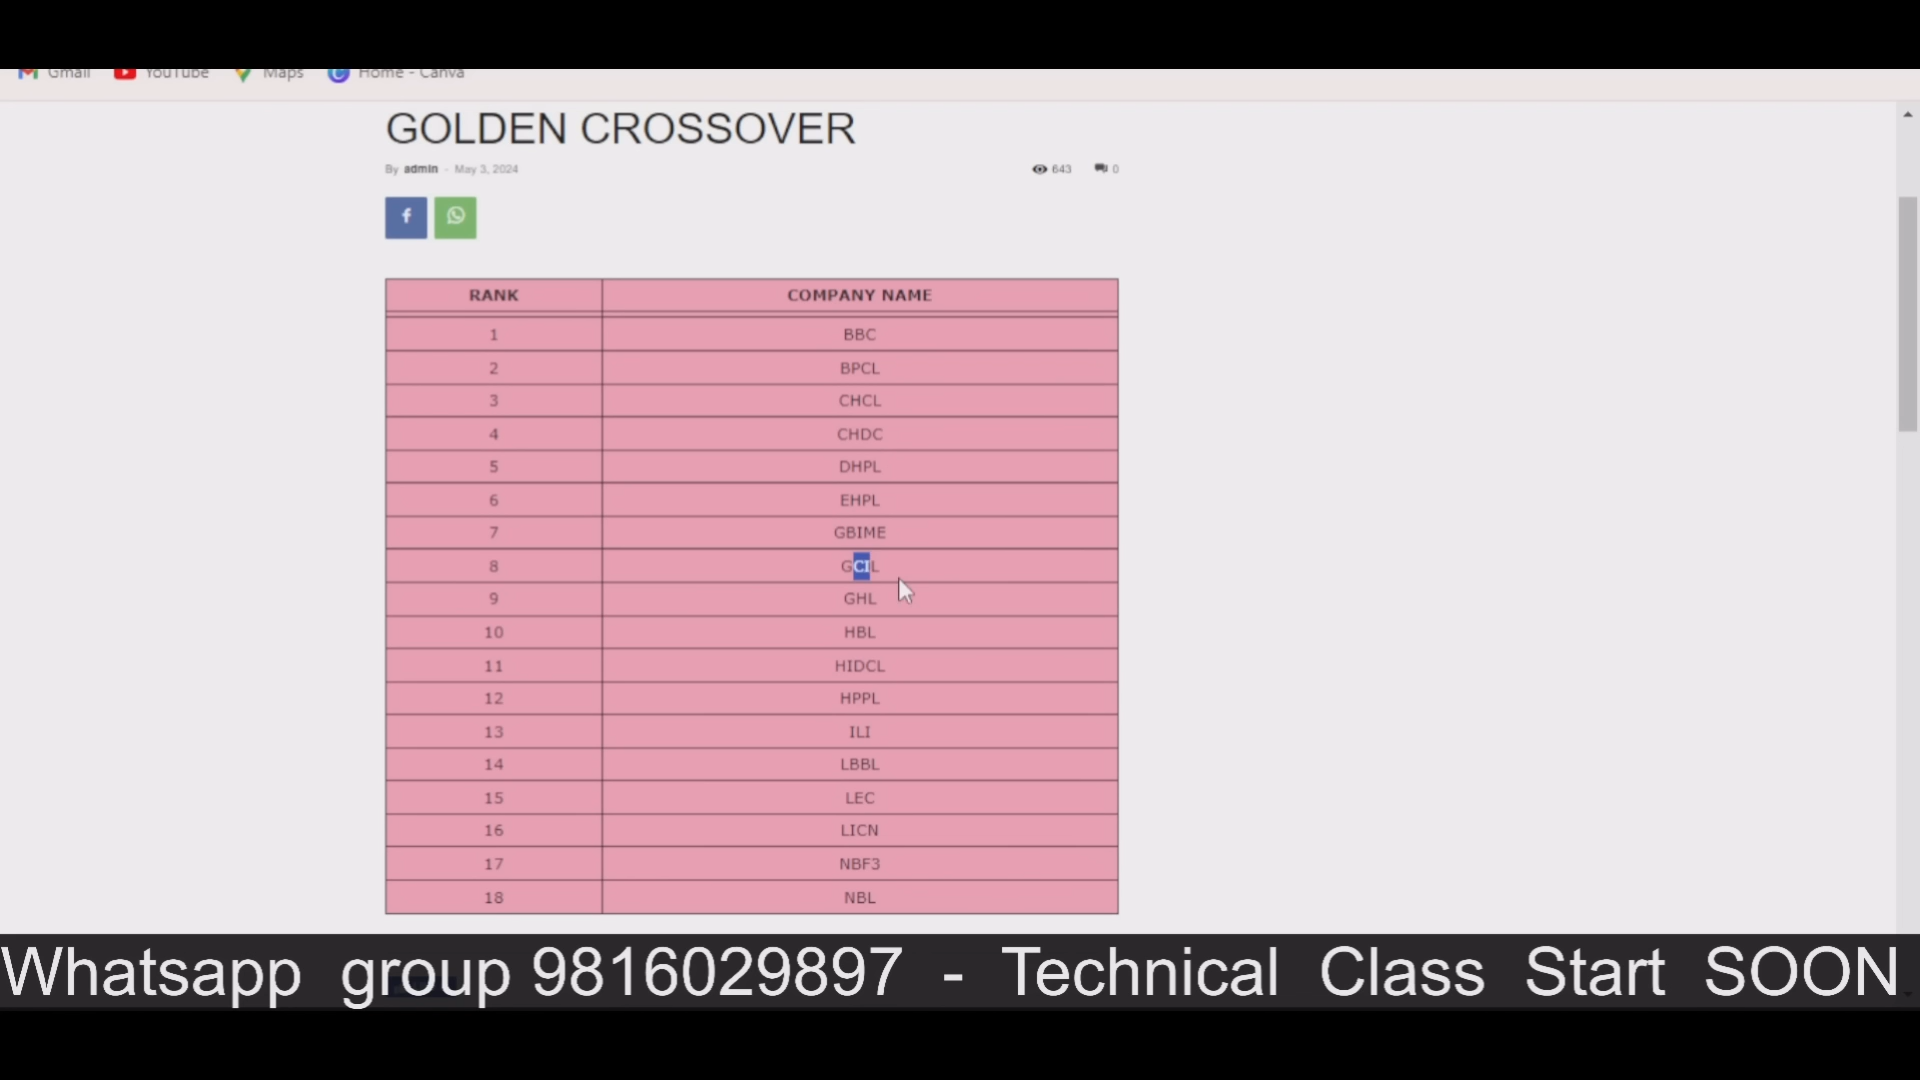 Gmail YouTube Maps Home - Canva
GOLDEN CROSSOVER
By admin - May 3, 2024 643 0
RANK COMPANY NAME
1 BBC
2 BPCL
3 CHCL
4 CHDC
5 DHPL
6 EHPL
7 GBIME
8 GCIL
9 GHL
10 HBL
11 HIDCL
12 HPPL
13 ILI
14 LBBL
15 LEC
16 LICN
17 NBF3
18 NBL
Whatsapp group 9816029897 - Technical Class Start SOON